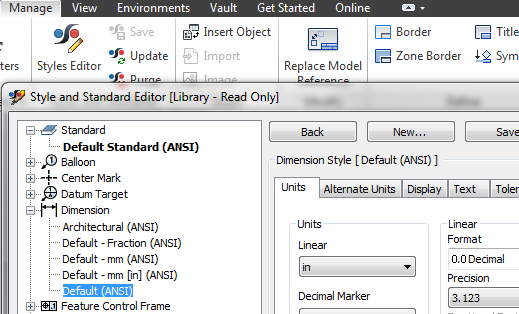 Manage View Environments Vault Get Started Online
Styles Editor
Save
Update
Purge
Insert Object
Import
Image
Replace Model
Reference
Border
Zone Border
Title
Sym
Style and Standard Editor [Library - Read Only]
Standard
Default Standard (ANSI)
Balloon
Center Mark
Datum Target
Dimension
Architectural (ANSI)
Default - Fraction (ANSI)
Default - mm (ANSI)
Default - mm [in] (ANSI)
Default (ANSI)
Feature Control Frame
Back New... Save
Dimension Style [ Default (ANSI) ]
Units Alternate Units Display Text Toler
Units
Linear
in
Decimal Marker
Linear
Format
0.0 Decimal
Precision
3.123